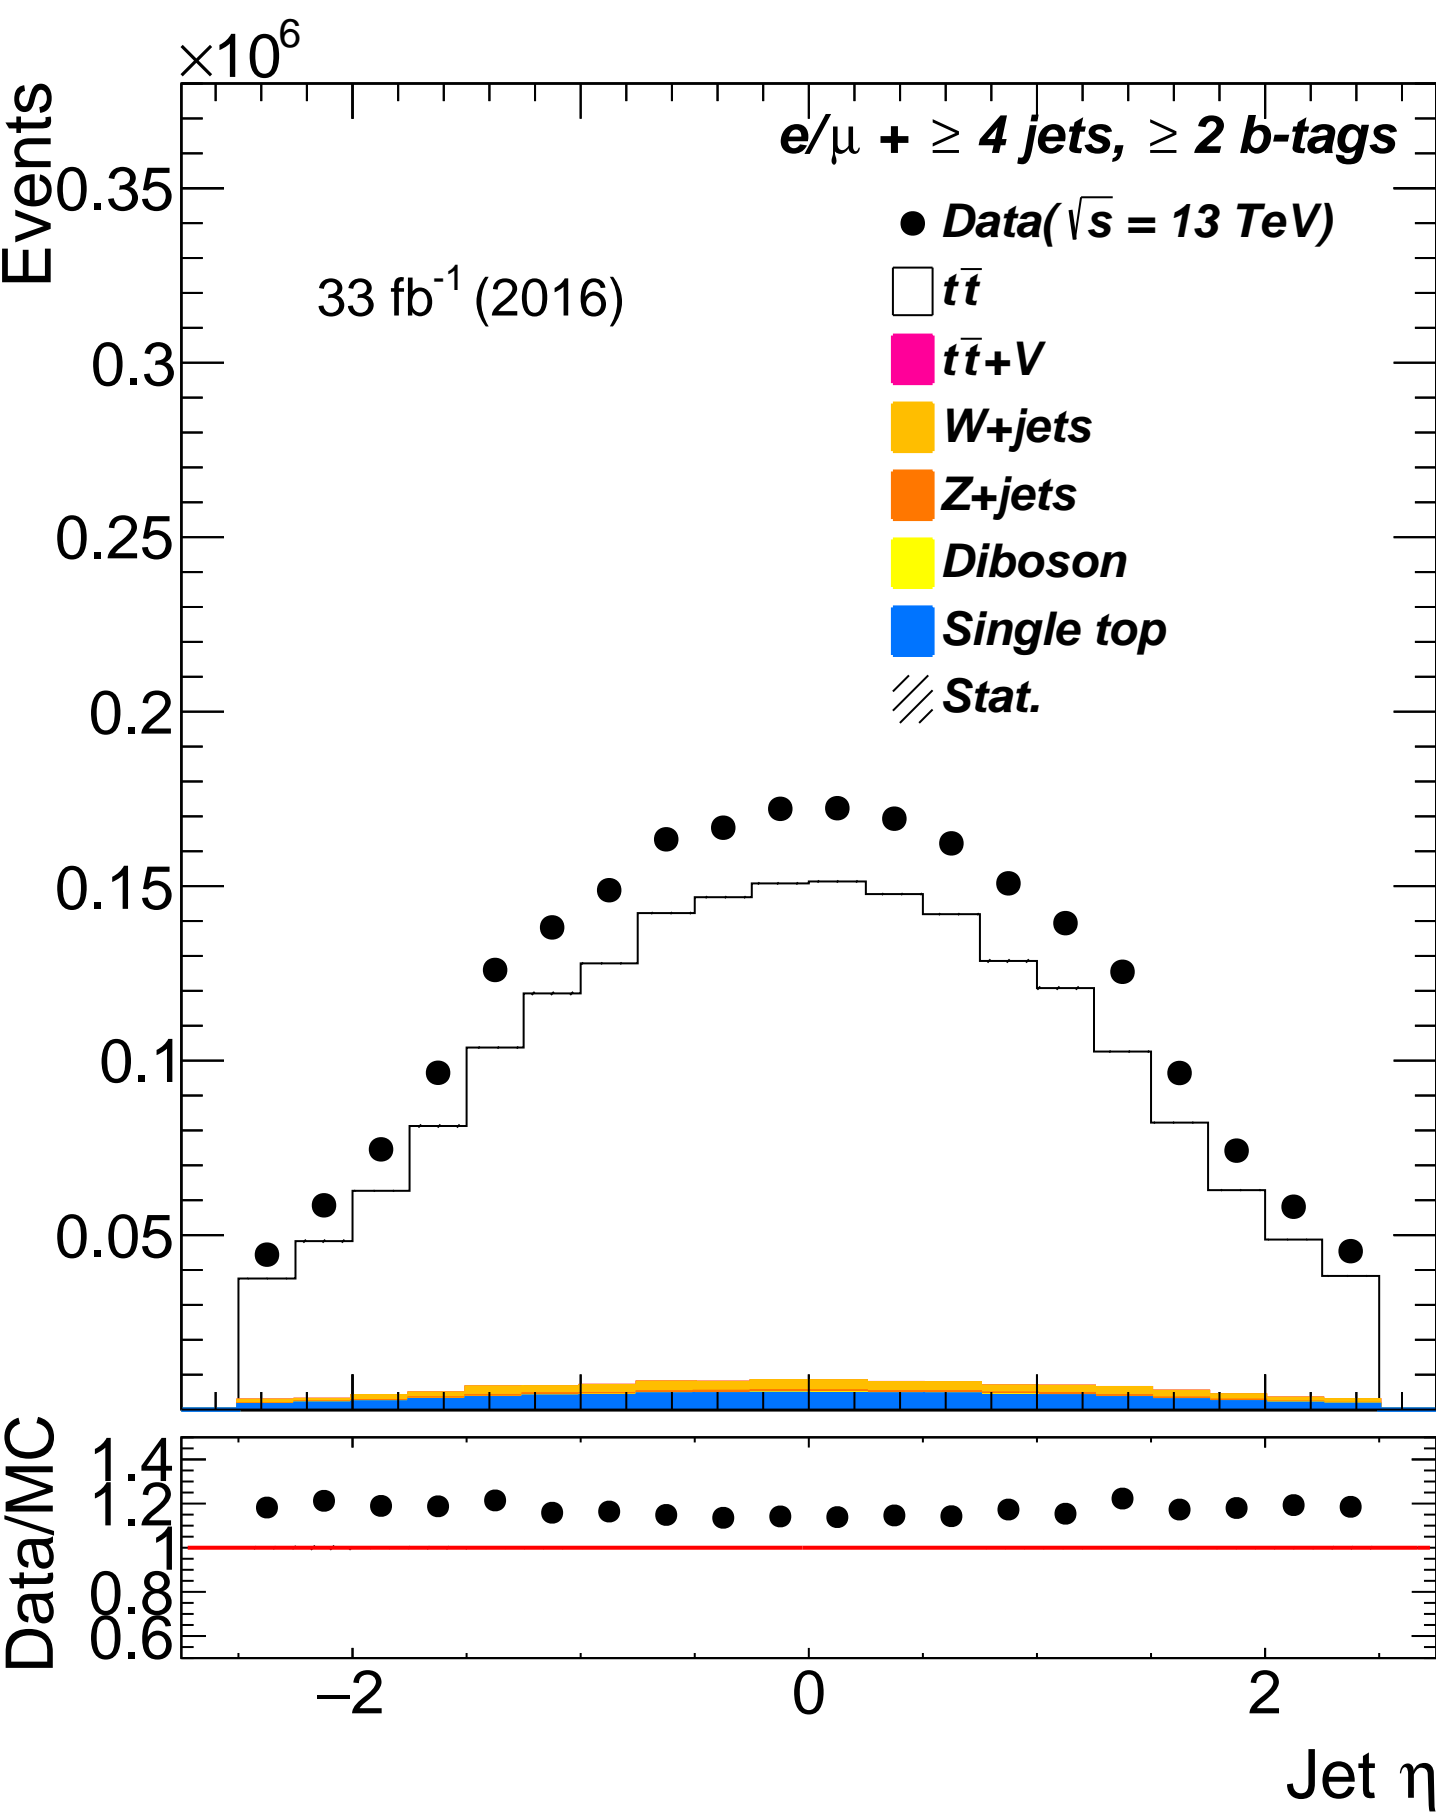 ×10⁶
Events
e/μ + ≥ 4 jets, ≥ 2 b-tags
0.35
Data(√s = 13 TeV)
33 fb⁻¹ (2016)
tt̅
0.3
tt̅+V
W+jets
Z+jets
0.25
Diboson
Single top
0.2
Stat.
0.15
0.1
0.05
Data/MC
1.4
1.2
1
0.8
0.6
−2 0 2
Jet η